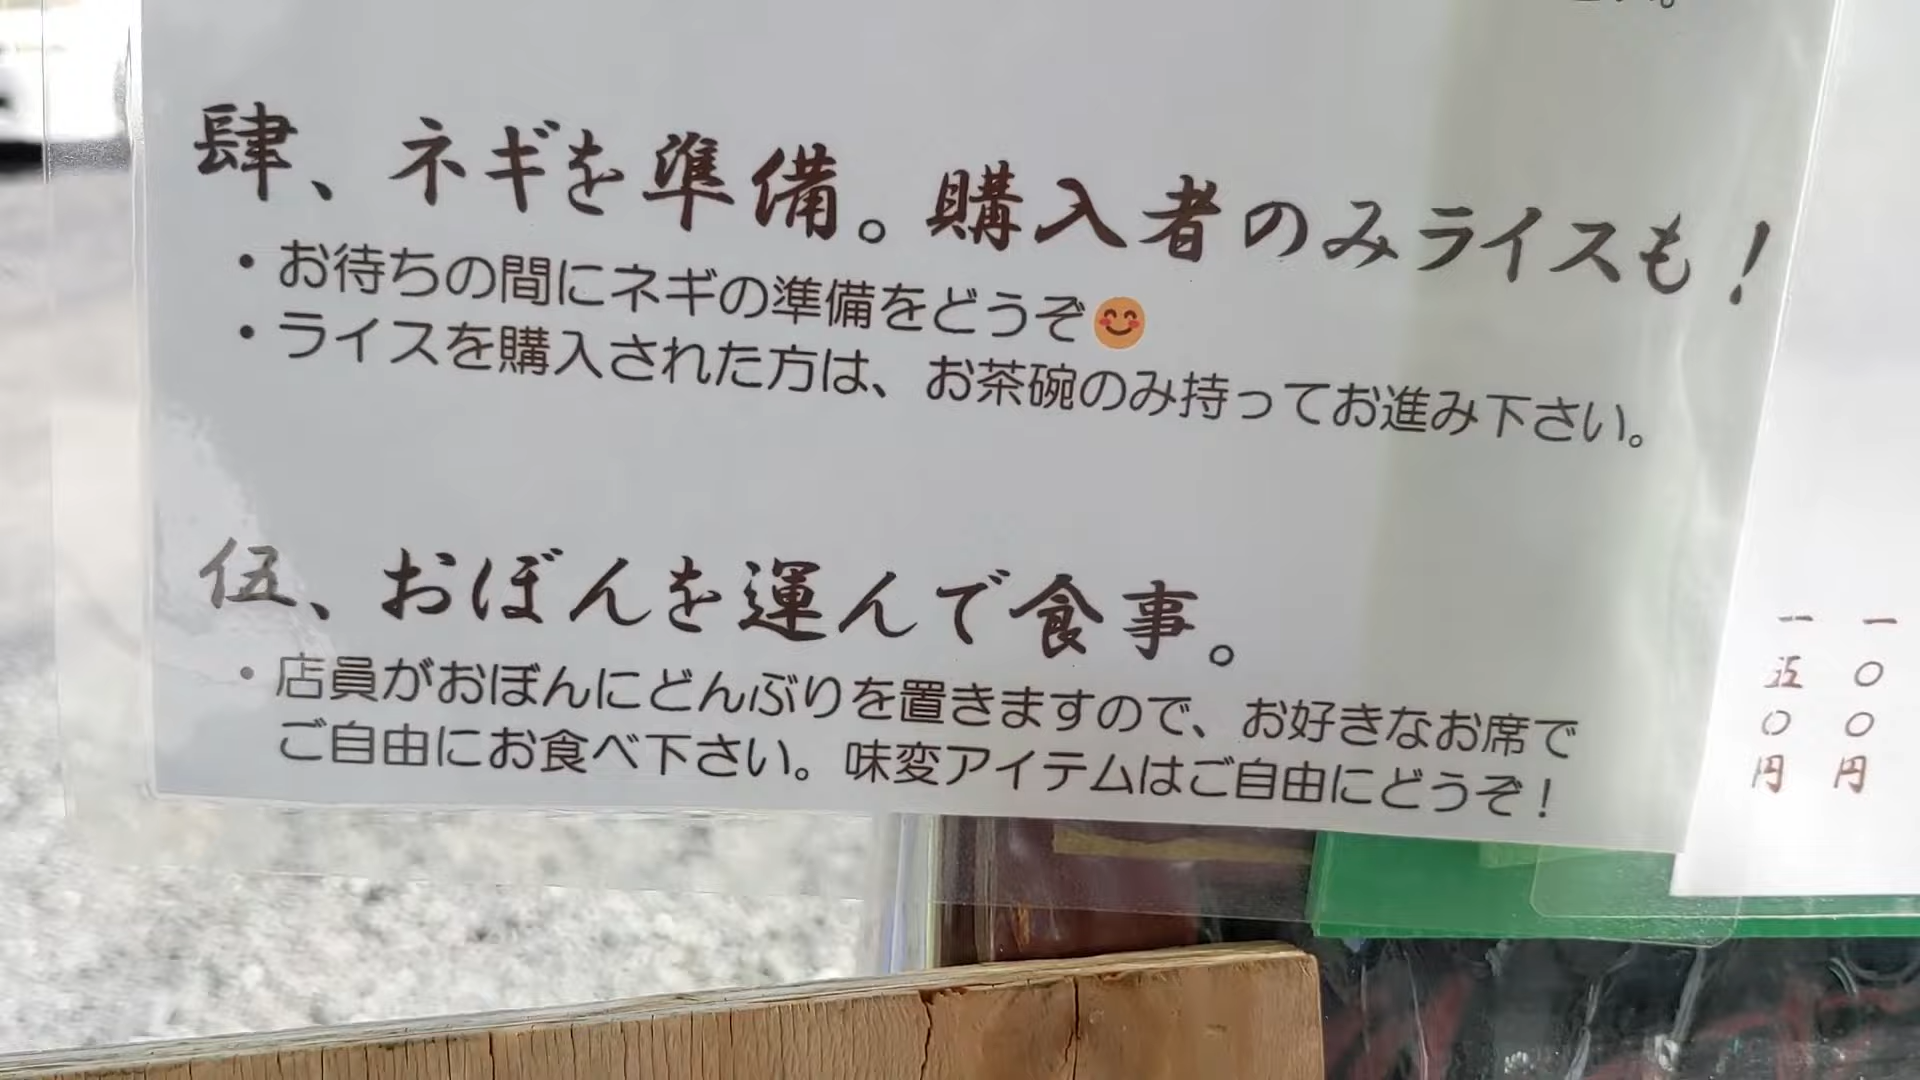 肆、ネギを準備。購入者のみライスも！
・お待ちの間にネギの準備をどうぞ😊
・ライスを購入された方は、お茶碗のみ持ってお進み下さい。
伍、おぼんを運んで食事。
・店員がおぼんにどんぶりを置きますので、お好きなお席で
ご自由にお食べ下さい。味変アイテムはご自由にどうぞ！
一〇〇円
一五〇円